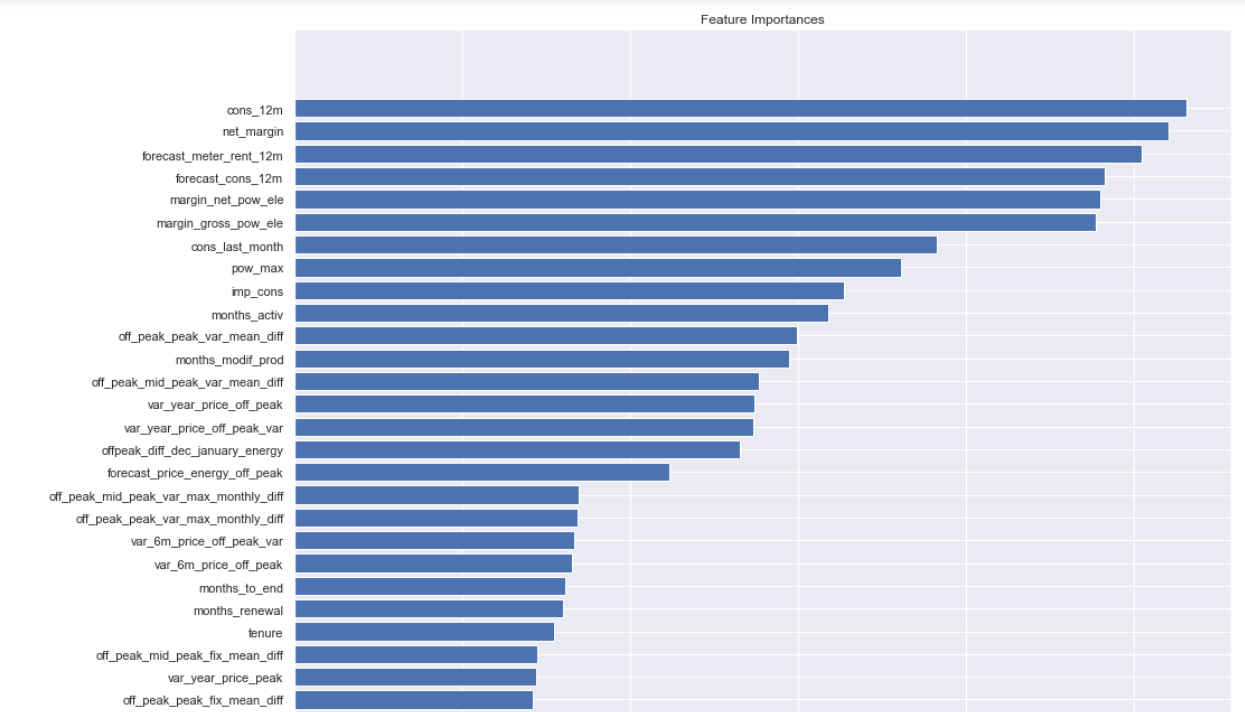 Feature Importances
cons_12m
net_margin
forecast_meter_rent_12m
forecast_cons_12m
margin_net_pow_ele
margin_gross_pow_ele
cons_last_month
pow_max
imp_cons
months_activ
off_peak_peak_var_mean_diff
months_modif_prod
off_peak_mid_peak_var_mean_diff
var_year_price_off_peak
var_year_price_off_peak_var
offpeak_diff_dec_january_energy
forecast_price_energy_off_peak
off_peak_mid_peak_var_max_monthly_diff
off_peak_peak_var_max_monthly_diff
var_6m_price_off_peak_var
var_6m_price_off_peak
months_to_end
months_renewal
tenure
off_peak_mid_peak_fix_mean_diff
var_year_price_peak
off_peak_peak_fix_mean_diff